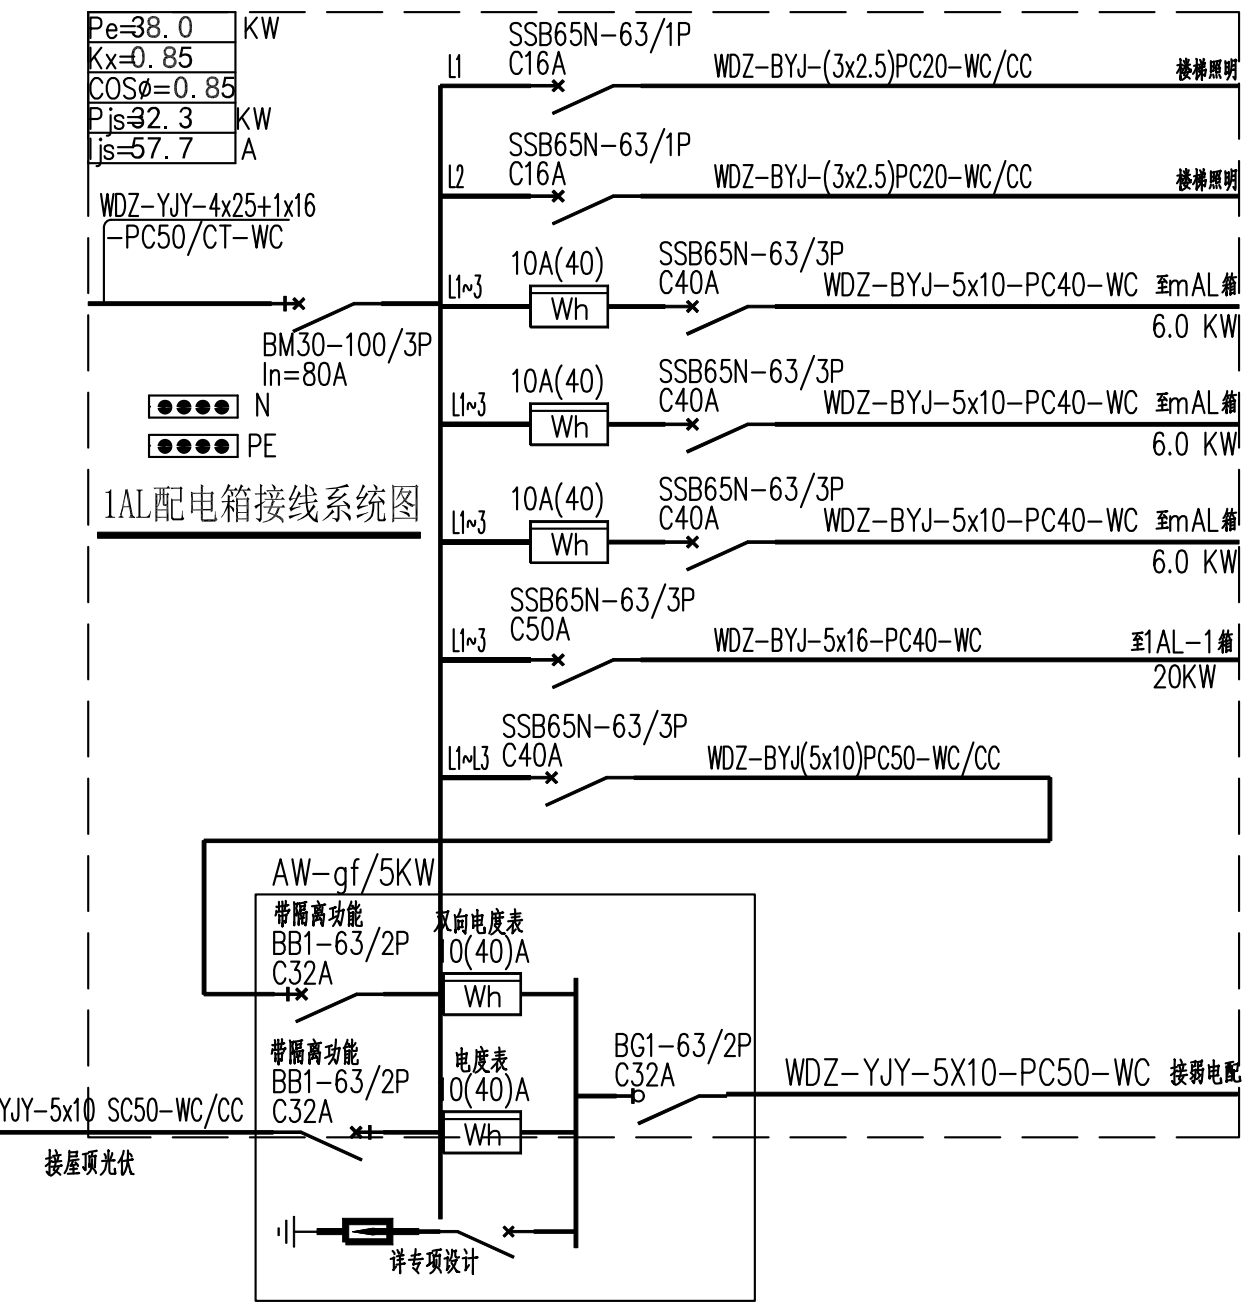 Pe=38.0 KW
Kx=0.85
COSø=0.85
Pjs=32.3 KW
Ijs=57.7 A
WDZ-YJY-4x25+1x16
-PC50/CT-WC
BM30-100/3P
In=80A
N
PE
1AL配电箱接线系统图
L1
SSB65N-63/1P
C16A
WDZ-BYJ-(3x2.5)PC20-WC/CC
楼梯照明
L2
SSB65N-63/1P
C16A
WDZ-BYJ-(3x2.5)PC20-WC/CC
楼梯照明
L1~3
10A(40)
Wh
SSB65N-63/3P
C40A
WDZ-BYJ-5x10-PC40-WC
至mAL箱
6.0 KW
L1~3
10A(40)
Wh
SSB65N-63/3P
C40A
WDZ-BYJ-5x10-PC40-WC
至mAL箱
6.0 KW
L1~3
10A(40)
Wh
SSB65N-63/3P
C40A
WDZ-BYJ-5x10-PC40-WC
至mAL箱
6.0 KW
L1~3
SSB65N-63/3P
C50A
WDZ-BYJ-5x16-PC40-WC
至1AL-1箱
20KW
L1~L3
SSB65N-63/3P
C40A
WDZ-BYJ(5x10)PC50-WC/CC
AW-gf/5KW
带隔离功能
BB1-63/2P
C32A
双向电度表
10(40)A
Wh
带隔离功能
BB1-63/2P
C32A
电度表
10(40)A
Wh
BG1-63/2P
C32A
WDZ-YJY-5X10-PC50-WC
接弱电配
YJY-5x10 SC50-WC/CC
接屋顶光伏
详专项设计